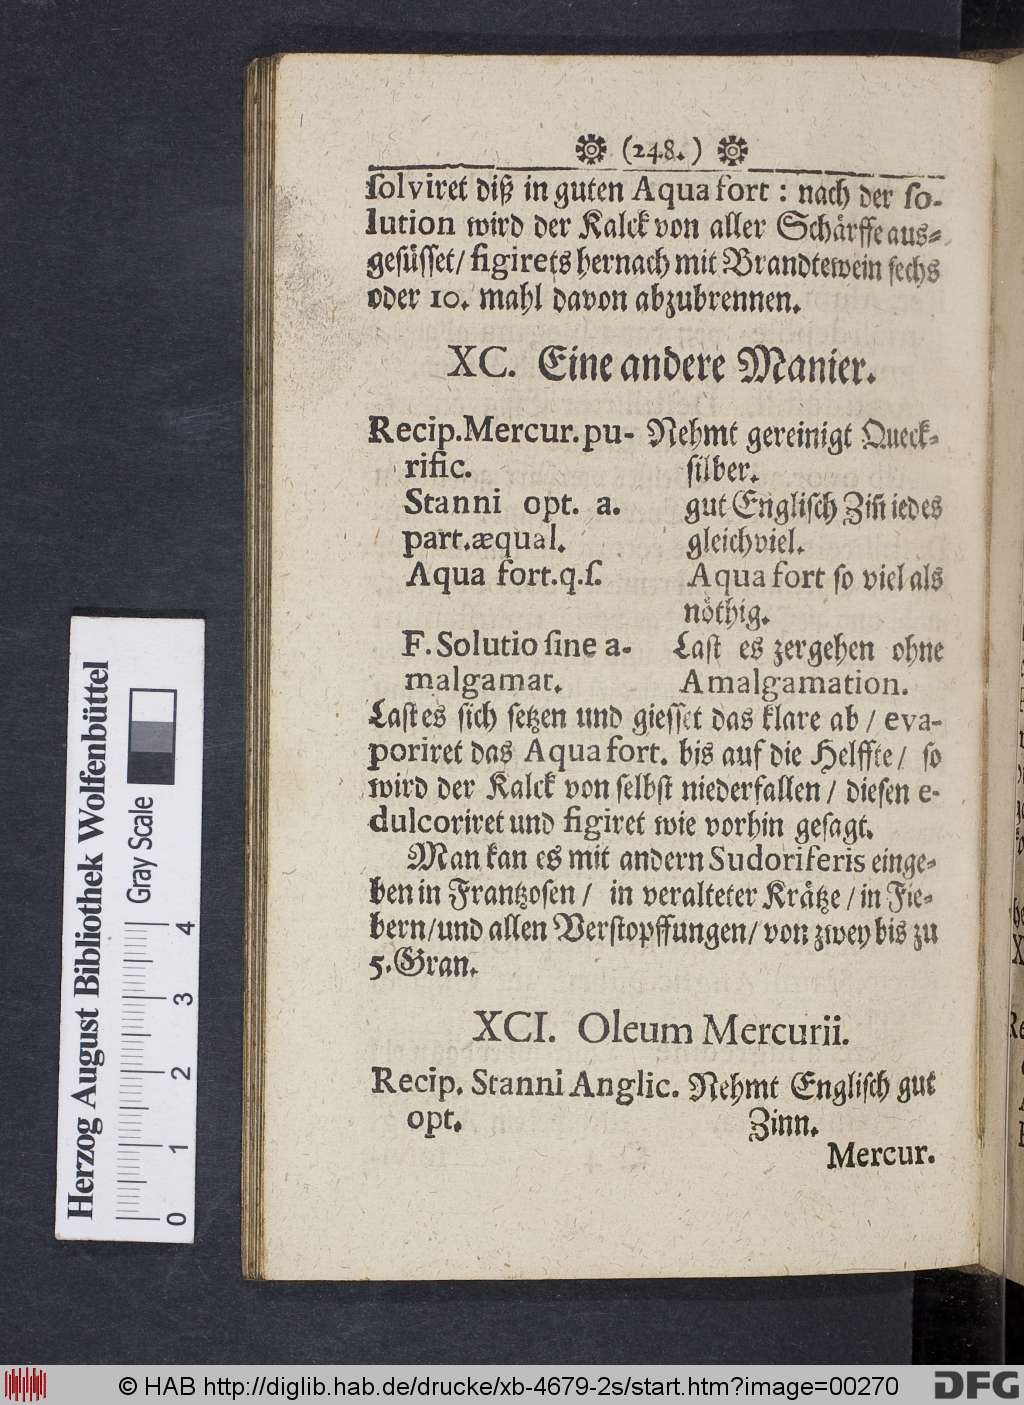 (248.)
ſolviret diß in guten Aqua fort: nach der ſo-
lution wird der Kalck von aller Schärffe aus-
gesüſſet / figirets hernach mit Brandtewein ſechs
oder 10. mahl davon abzubrennen.
XC. Eine andere Manier.
Recip. Mercur. pu- Nehmt gereinigt Queck-
rific. ſilber.
Stanni opt. a. gut Engliſch Ziñ iedes
part. æqual. gleichviel.
Aqua fort. q. ſ. Aqua fort ſo viel als
nöthig.
F. Solutio ſine a- Laſt es zergehen ohne
malgamat. Amalgamation.
Laſt es ſich ſetzen und gieſſet das klare ab / eva-
poriret das Aqua fort. bis auf die Helffte / ſo
wird der Kalck von ſelbſt niederfallen / dieſen e-
dulcoriret und figiret wie vorhin geſagt.
Man kan es mit andern Sudoriferis einge-
ben in Frantzoſen / in veralteter Krätze / in Fie-
bern / und allen Verſtopffungen / von zwey bis zu
5. Gran.
XCI. Oleum Mercurii.
Recip. Stanni Anglic. Nehmt Engliſch gut
opt. Zinn.
Mercur.
Herzog August Bibliothek Wolfenbüttel
Gray Scale
0 1 2 3 4
© HAB http://diglib.hab.de/drucke/xb-4679-2s/start.htm?image=00270
DFG